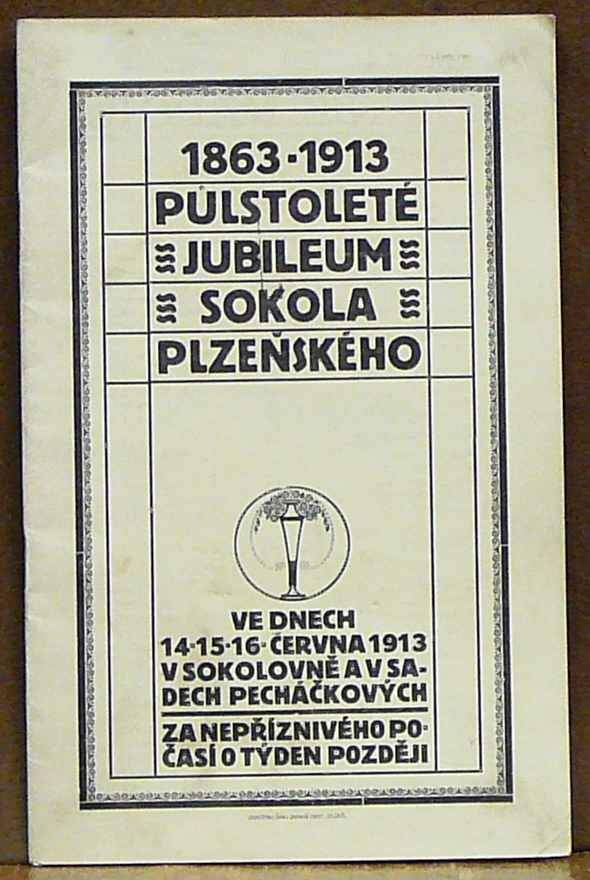 1863·1913
PŮLSTOLETÉ
JUBILEUM
SOKOLA
PLZEŇSKÉHO
VE DNECH
14·15·16· ČERVNA 1913
V SOKOLOVNĚ A V SA-
DECH PECHÁČKOVÝCH
ZA NEPŘÍZNIVÉHO PO-
ČASÍ O TÝDEN POZDĚJI